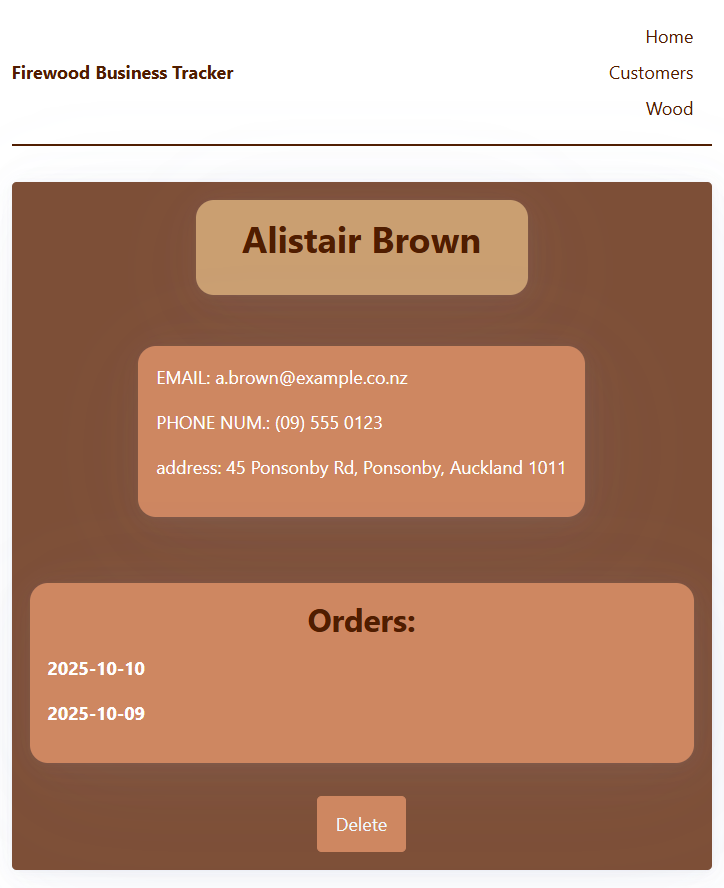 Firewood Business Tracker
Home
Customers
Wood
Alistair Brown
EMAIL: a.brown@example.co.nz
PHONE NUM.: (09) 555 0123
address: 45 Ponsonby Rd, Ponsonby, Auckland 1011
Orders:
2025-10-10
2025-10-09
Delete